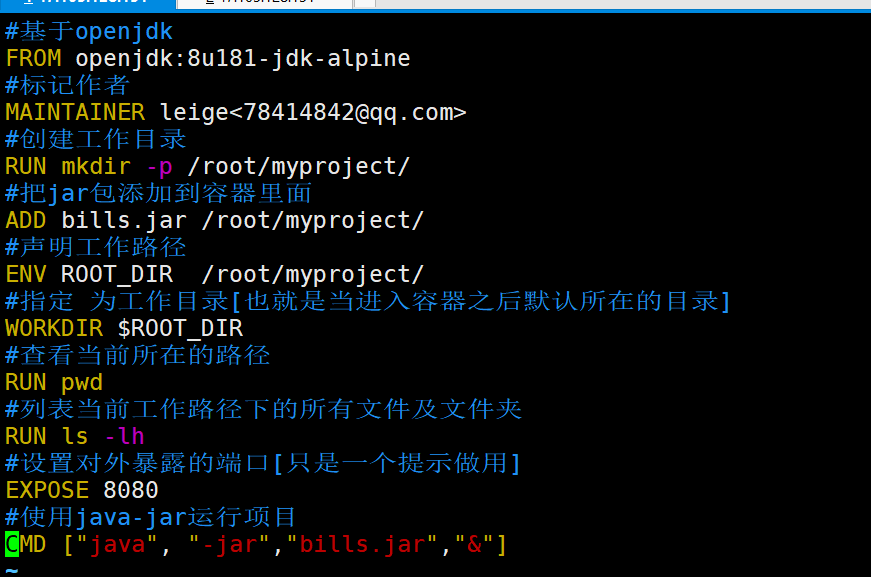 #基于openjdk
FROM openjdk:8u181-jdk-alpine
#标记作者
MAINTAINER leige<78414842@qq.com>
#创建工作目录
RUN mkdir -p /root/myproject/
#把jar包添加到容器里面
ADD bills.jar /root/myproject/
#声明工作路径
ENV ROOT_DIR  /root/myproject/
#指定 为工作目录[也就是当进入容器之后默认所在的目录]
WORKDIR $ROOT_DIR
#查看当前所在的路径
RUN pwd
#列表当前工作路径下的所有文件及文件夹
RUN ls -lh
#设置对外暴露的端口[只是一个提示做用]
EXPOSE 8080
#使用java-jar运行项目
CMD ["java", "-jar","bills.jar","&"]
~